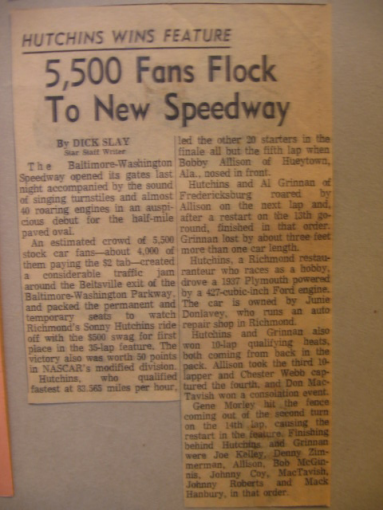 HUTCHINS WINS FEATURE
5,500 Fans Flock
To New Speedway
By DICK SLAY
Star Staff Writer
The Baltimore-Washington
Speedway opened its gates last
night accompanied by the sound
of singing turnstiles and almost
40 roaring engines in an auspi-
cious debut for the half-mile
paved oval.
An estimated crowd of 5,500
stock car fans—about 4,000 of
them paying the $2 tab—created
a considerable traffic jam
around the Beltsville exit of the
Baltimore-Washington Parkway,
and packed the permanent and
temporary seats to watch
Richmond's Sonny Hutchins ride
off with the $500 swag for first
place in the 35-lap feature. The
victory also was worth 50 points
in NASCAR's modified division.
Hutchins, who qualified
fastest at 83.565 miles per hour,
led the other 20 starters in the
finale all but the fifth lap when
Bobby Allison of Hueytown,
Ala., nosed in front.
Hutchins and Al Grinnan of
Fredericksburg roared by
Allison on the next lap and,
after a restart on the 15th go-
round, finished in that order.
Grinnan lost by about three feet
more than one car length.
Hutchins, a Richmond restau-
ranteur who races as a hobby,
drove a 1937 Plymouth powered
by a 427-cubic-inch Ford engine.
The car is owned by Junie
Donlavey, who runs an auto
repair shop in Richmond.
Hutchins and Grinnan also
won 10-lap qualifying heats,
both coming from back in the
pack. Allison took the third 10-
lapper and Chester Webb cap-
tured the fourth, and Don Mac-
Tavish won a consolation event.
Gene Morley hit the fence
coming out of the second turn
on the 14th lap, causing the
restart in the feature. Finishing
behind Hutchins and Grinnan
were Joe Kelley, Denny Zim-
merman, Allison, Bob McGin-
nis, Johnny Coy, MacTavish,
Johnny Roberts and Mack
Hanbury, in that order.